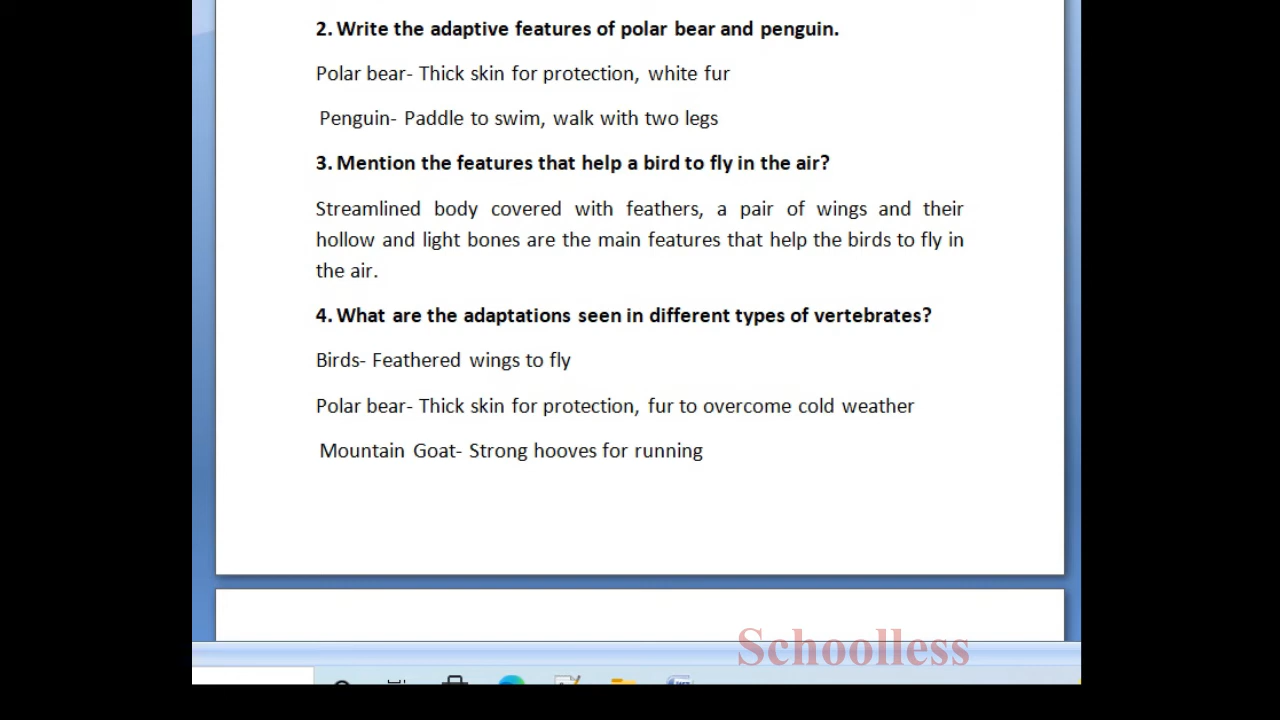 2. Write the adaptive features of polar bear and penguin.
Polar bear- Thick skin for protection, white fur
Penguin- Paddle to swim, walk with two legs
3. Mention the features that help a bird to fly in the air?
Streamlined body covered with feathers, a pair of wings and their
hollow and light bones are the main features that help the birds to fly in
the air.
4. What are the adaptations seen in different types of vertebrates?
Birds- Feathered wings to fly
Polar bear- Thick skin for protection, fur to overcome cold weather
Mountain Goat- Strong hooves for running
Schoolless